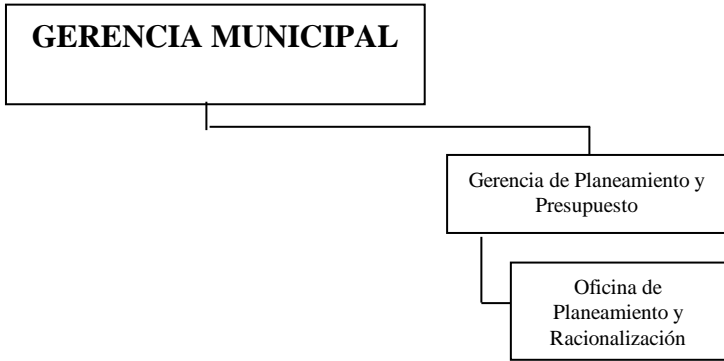 GERENCIA MUNICIPAL
Gerencia de Planeamiento y
Presupuesto
Oficina de
Planeamiento y
Racionalización